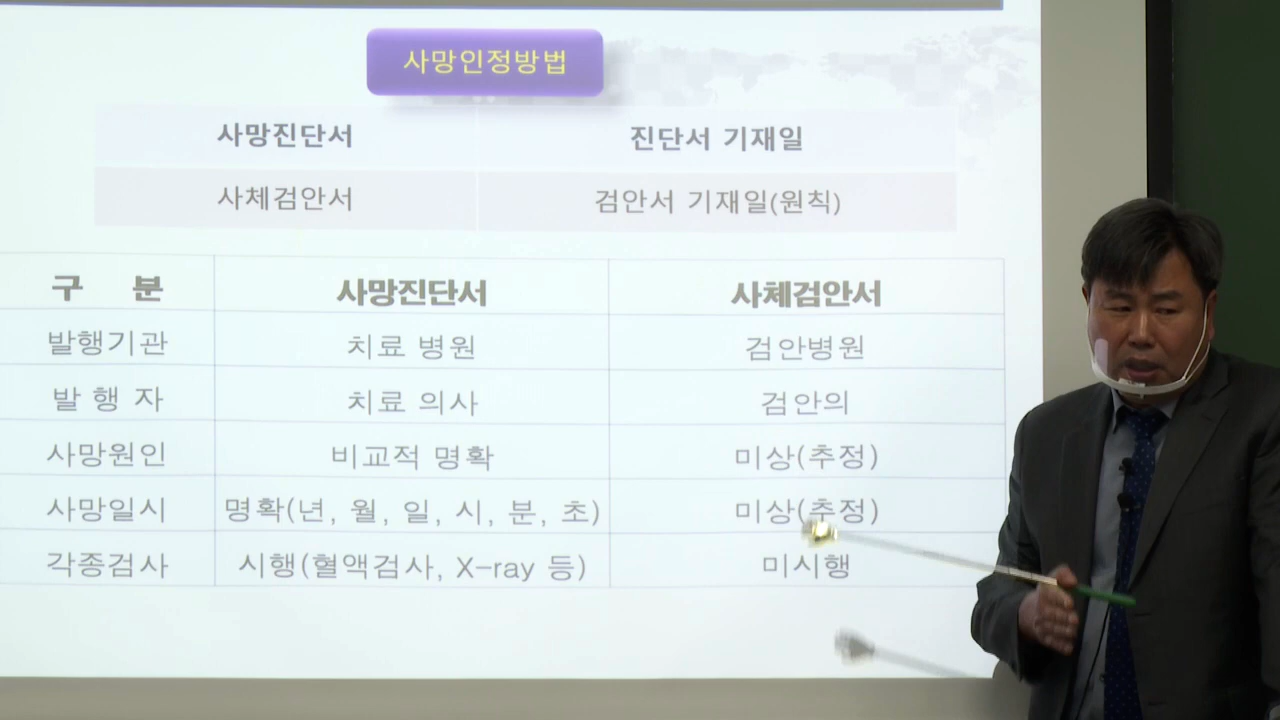 사망인정방법
사망진단서 진단서 기재일
사체검안서 검안서 기재일(원칙)
구 분 사망진단서 사체검안서
발행기관 치료 병원 검안병원
발 행 자 치료 의사 검안의
사망원인 비교적 명확 미상(추정)
사망일시 명확(년, 월, 일, 시, 분, 초) 미상(추정)
각종검사 시행(혈액검사, X-ray 등) 미시행